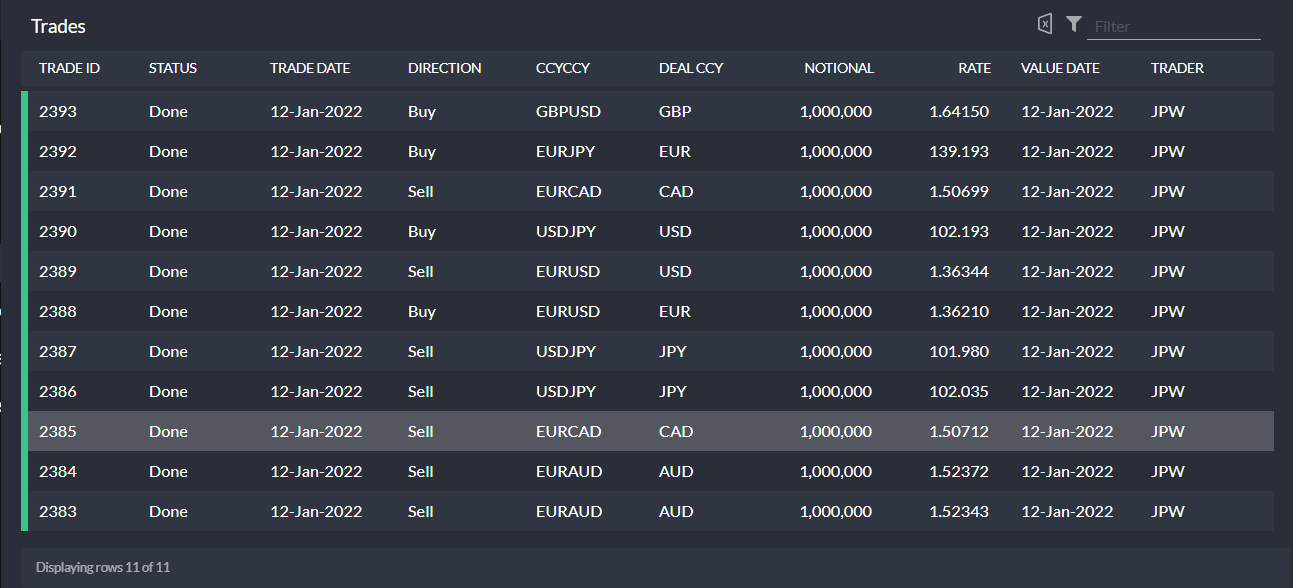 Trades
Filter
TRADE ID STATUS TRADE DATE DIRECTION CCYCCY DEAL CCY NOTIONAL RATE VALUE DATE TRADER
2393 Done 12-Jan-2022 Buy GBPUSD GBP 1,000,000 1.64150 12-Jan-2022 JPW
2392 Done 12-Jan-2022 Buy EURJPY EUR 1,000,000 139.193 12-Jan-2022 JPW
2391 Done 12-Jan-2022 Sell EURCAD CAD 1,000,000 1.50699 12-Jan-2022 JPW
2390 Done 12-Jan-2022 Buy USDJPY USD 1,000,000 102.193 12-Jan-2022 JPW
2389 Done 12-Jan-2022 Sell EURUSD USD 1,000,000 1.36344 12-Jan-2022 JPW
2388 Done 12-Jan-2022 Buy EURUSD EUR 1,000,000 1.36210 12-Jan-2022 JPW
2387 Done 12-Jan-2022 Sell USDJPY JPY 1,000,000 101.980 12-Jan-2022 JPW
2386 Done 12-Jan-2022 Sell USDJPY JPY 1,000,000 102.035 12-Jan-2022 JPW
2385 Done 12-Jan-2022 Sell EURCAD CAD 1,000,000 1.50712 12-Jan-2022 JPW
2384 Done 12-Jan-2022 Sell EURAUD AUD 1,000,000 1.52372 12-Jan-2022 JPW
2383 Done 12-Jan-2022 Sell EURAUD AUD 1,000,000 1.52343 12-Jan-2022 JPW
Displaying rows 11 of 11